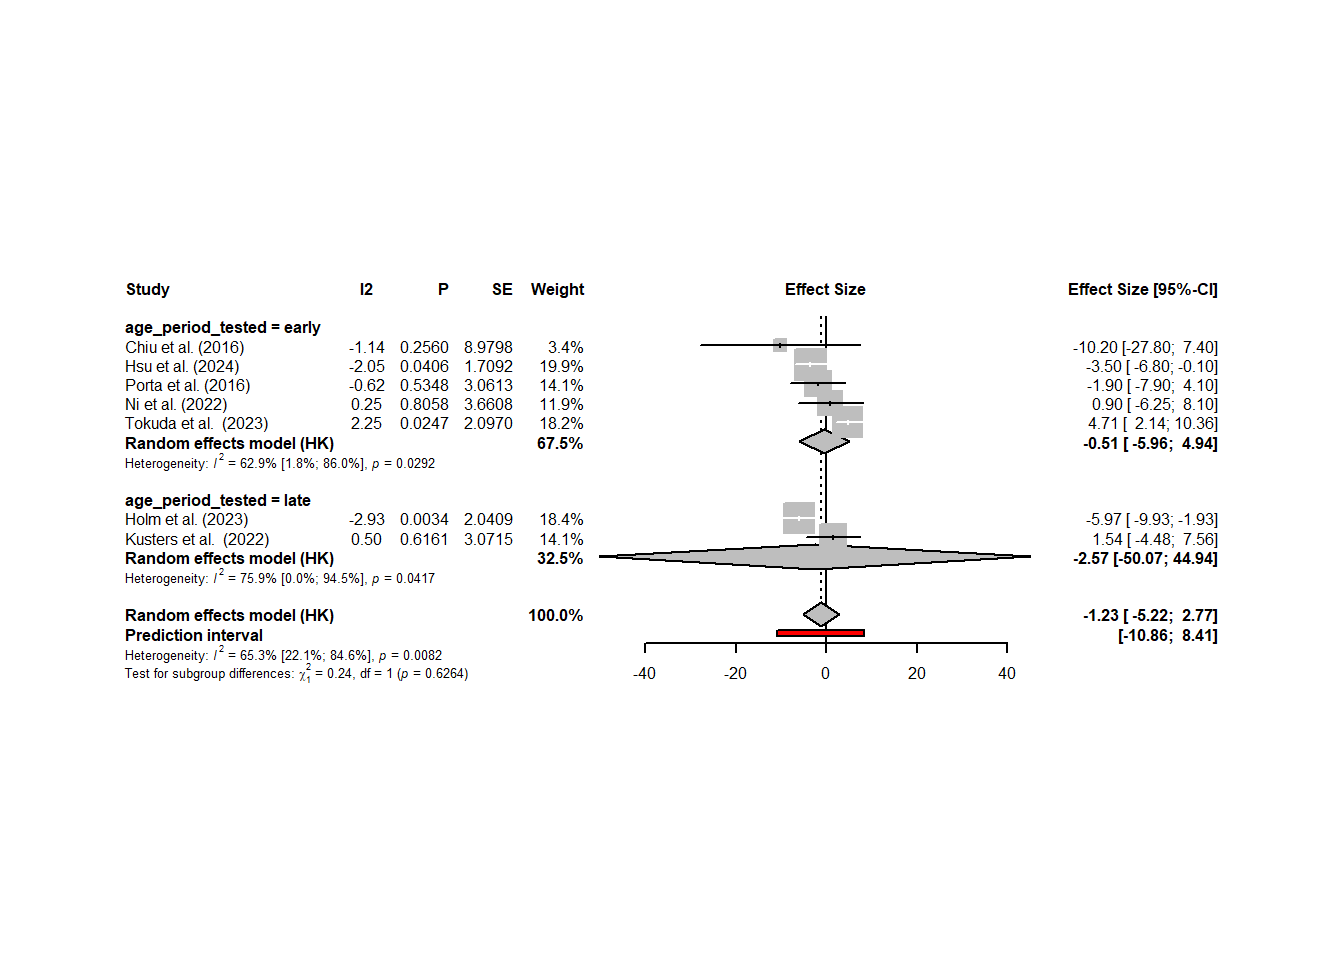 Study I2 P SE Weight Effect Size Effect Size [95%-CI]
age_period_tested = early
Chiu et al. (2016) -1.14 0.2560 8.9798 3.4% -10.20 [-27.80; 7.40]
Hsu et al. (2024) -2.05 0.0406 1.7092 19.9% -3.50 [ -6.80; -0.10]
Porta et al. (2016) -0.62 0.5348 3.0613 14.1% -1.90 [ -7.90; 4.10]
Ni et al. (2022) 0.25 0.8058 3.6608 11.9% 0.90 [ -6.25; 8.10]
Tokuda et al. (2023) 2.25 0.0247 2.0970 18.2% 4.71 [ 2.14; 10.36]
Random effects model (HK) 67.5% -0.51 [ -5.96; 4.94]
Heterogeneity: I² = 62.9% [1.8%; 86.0%], p = 0.0292
age_period_tested = late
Holm et al. (2023) -2.93 0.0034 2.0409 18.4% -5.97 [ -9.93; -1.93]
Kusters et al. (2022) 0.50 0.6161 3.0715 14.1% 1.54 [ -4.48; 7.56]
Random effects model (HK) 32.5% -2.57 [-50.07; 44.94]
Heterogeneity: I² = 75.9% [0.0%; 94.5%], p = 0.0417
Random effects model (HK) 100.0% -1.23 [ -5.22; 2.77]
Prediction interval [-10.86; 8.41]
Heterogeneity: I² = 65.3% [22.1%; 84.6%], p = 0.0082
Test for subgroup differences: χ²₁ = 0.24, df = 1 (p = 0.6264)
-40 -20 0 20 40